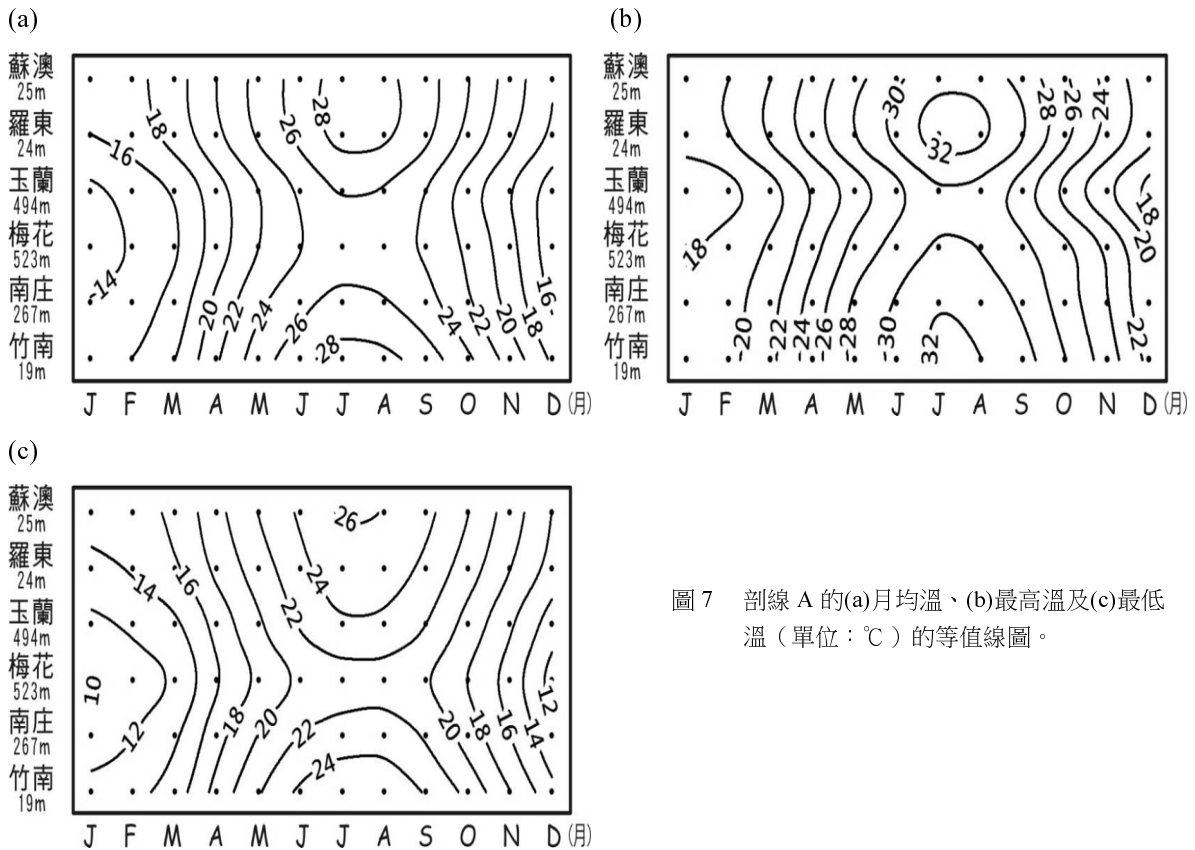 (a)
蘇澳
25m
羅東
24m
玉蘭
494m
梅花
523m
南庄
267m
竹南
19m
18
16
14
20
22
24
26
28
26
28
24
22
20
18
16
J F M A M J J A S O N D (月)
(b)
蘇澳
25m
羅東
24m
玉蘭
494m
梅花
523m
南庄
267m
竹南
19m
30
32
28
26
24
18
18
20
20
22
24
26
28
30
32
22
J F M A M J J A S O N D (月)
(c)
蘇澳
25m
羅東
24m
玉蘭
494m
梅花
523m
南庄
267m
竹南
19m
26
14
16
24
22
10
12
18
20
22
24
20
18
16
14
12
J F M A M J J A S O N D (月)
圖 7 剖線 A 的(a)月均溫、(b)最高溫及(c)最低
溫（單位：℃）的等值線圖。